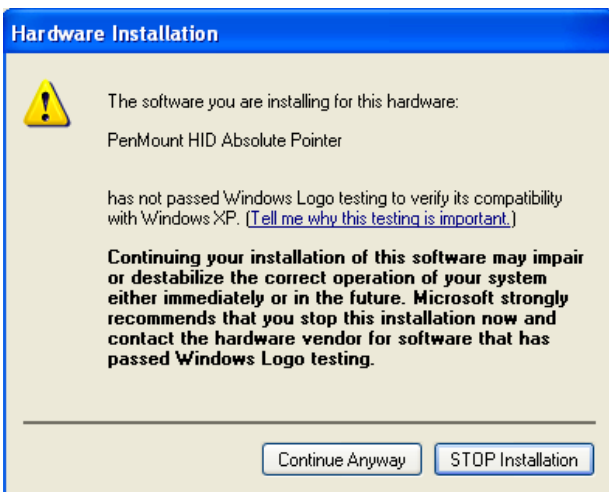 Hardware Installation
The software you are installing for this hardware:
PenMount HID Absolute Pointer
has not passed Windows Logo testing to verify its compatibility
with Windows XP. (Tell me why this testing is important.)
Continuing your installation of this software may impair
or destabilize the correct operation of your system
either immediately or in the future. Microsoft strongly
recommends that you stop this installation now and
contact the hardware vendor for software that has
passed Windows Logo testing.
Continue Anyway STOP Installation